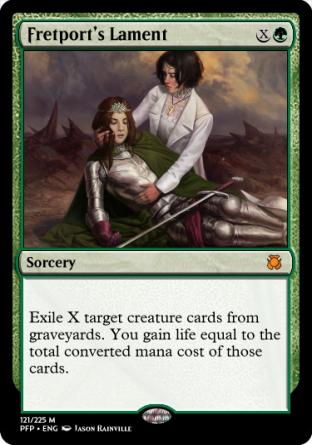 Fretport's Lament X
Sorcery
Exile X target creature cards from
graveyards. You gain life equal to the
total converted mana cost of those
cards.
121/225 M
PFP • ENG Jason Rainville